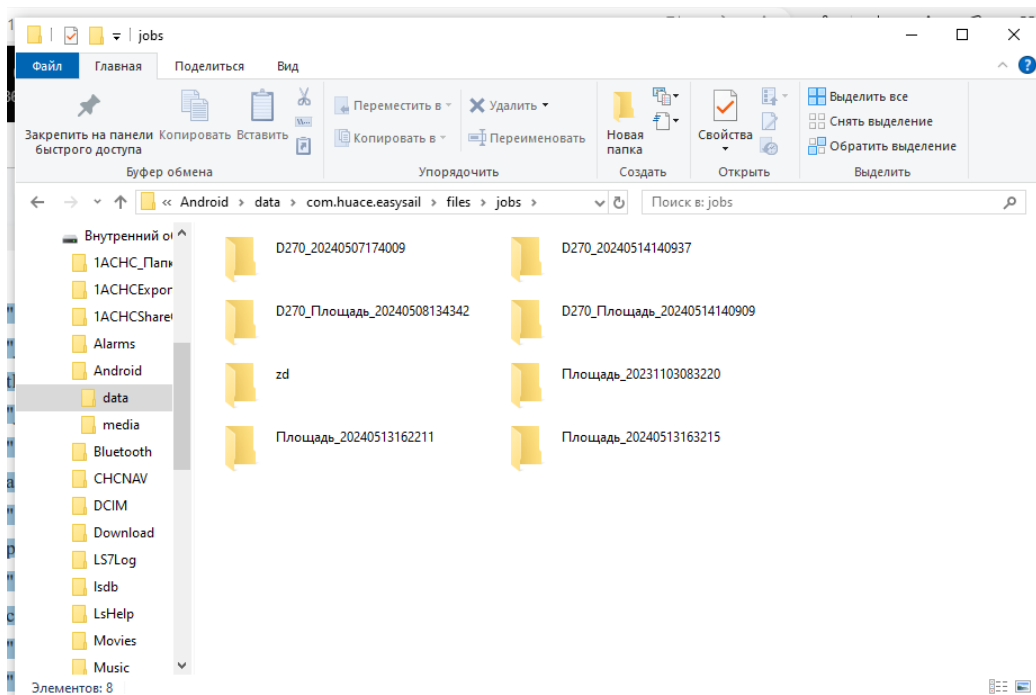 jobs
Файл Главная Поделиться Вид
Закрепить на панели быстрого доступа
Копировать
Вставить
Переместить в
Копировать в
Удалить
Переименовать
Новая папка
Свойства
Выделить все
Снять выделение
Обратить выделение
Буфер обмена Упорядочить Создать Открыть Выделить
« Android › data › com.huace.easysail › files › jobs ›
Поиск в: jobs
Внутренний
1ACHC_Папк
1ACHCExpor
1ACHCShare
Alarms
Android
data
media
Bluetooth
CHCNAV
DCIM
Download
LS7Log
lsdb
LsHelp
Movies
Music
D270_20240507174009
D270_20240514140937
D270_Площадь_20240508134342
D270_Площадь_20240514140909
zd
Площадь_20231103083220
Площадь_20240513162211
Площадь_20240513163215
Элементов: 8